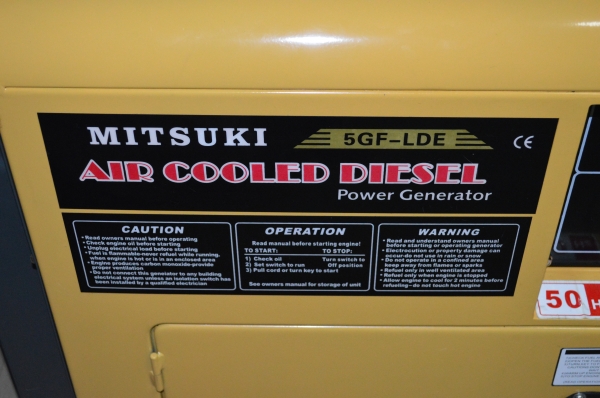 MITSUKI
5GF-LDE
CE
AIR COOLED DIESEL
Power Generator
CAUTION
• Read owners manual before operating
• Check engine oil before starting
• Unplug electrical load before starting
• Fuel is flammable-never refuel while running,
when engine is hot or is in an enclosed area
• Engine produces carbon monoxide-provide
proper ventilation
• Do not connect this genelator to any building
electrical system unless an isolation switch has
been installed by a qualified electrician
OPERATION
Read manual before starting engine!
TO START: TO STOP:
1) Check oil Turn switch to
2) Set switch to run Off position
3) Pull cord or turn key to start
See owners manual for storage of unit
WARNING
• Read and understand owners manual
before starting or operating generator
• Electrocution or property damage can
occur-do not use in rain or snow
• Do not operate in a confined area
keep away from flames or sparks
• Refuel only in well ventilated area
• Refuel only when engine is stopped
• Allow engine to cool for 2 minutes before
refueling-do not touch hot engine
50 H